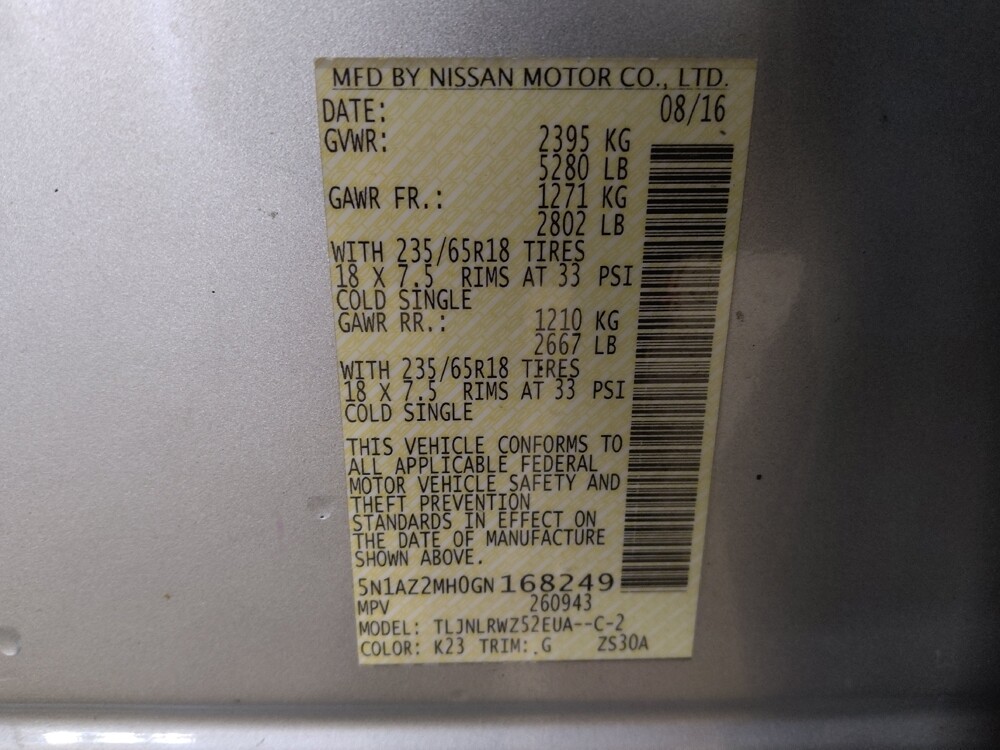 MFD BY NISSAN MOTOR CO., LTD.
DATE: 08/16
GVWR: 2395 KG
5280 LB
GAWR FR.: 1271 KG
2802 LB
WITH 235/65R18 TIRES
18 X 7.5 RIMS AT 33 PSI
COLD SINGLE
GAWR RR.: 1210 KG
2667 LB
WITH 235/65R18 TIRES
18 X 7.5 RIMS AT 33 PSI
COLD SINGLE
THIS VEHICLE CONFORMS TO
ALL APPLICABLE FEDERAL
MOTOR VEHICLE SAFETY AND
THEFT PREVENTION
STANDARDS IN EFFECT ON
THE DATE OF MANUFACTURE
SHOWN ABOVE.
5N1AZ2MH0GN168249
MPV 260943
MODEL: TLJNLRWZ52EUA--C-2
COLOR: K23 TRIM: G ZS30A